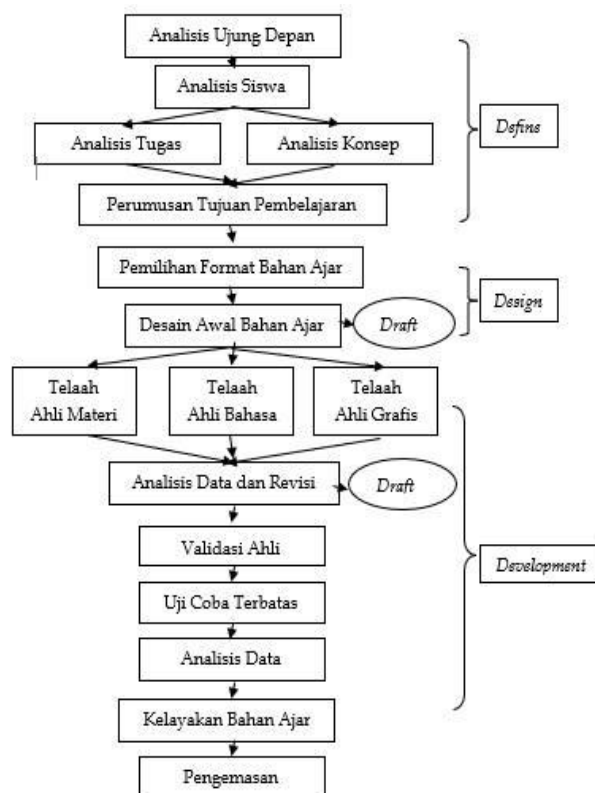 Analisis Ujung Depan
Analisis Siswa
Analisis Tugas
Analisis Konsep
Define
Perumusan Tujuan Pembelajaran
Pemilihan Format Bahan Ajar
Design
Desain Awal Bahan Ajar
Draft
Telaah
Ahli Materi
Telaah
Ahli Bahasa
Telaah
Ahli Grafis
Analisis Data dan Revisi
Draft
Validasi Ahli
Development
Uji Coba Terbatas
Analisis Data
Kelayakan Bahan Ajar
Pengemasan